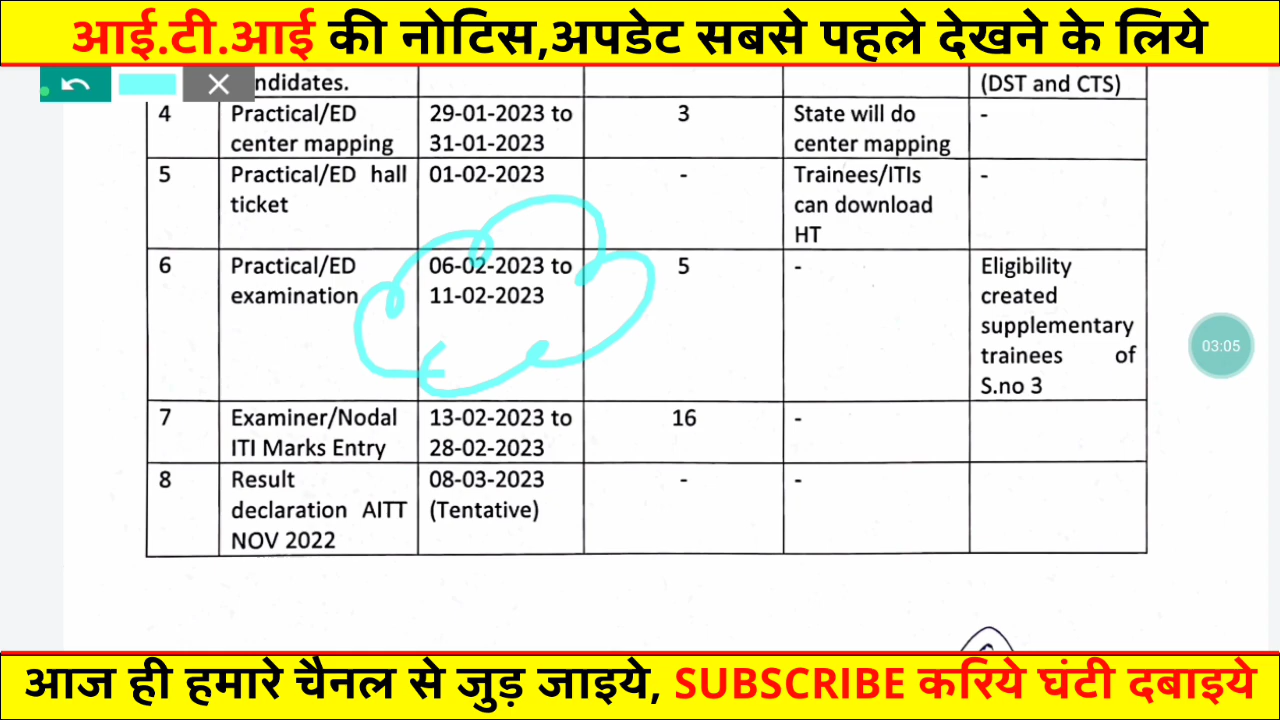 आई.टी.आई की नोटिस,अपडेट सबसे पहले देखने के लिये
ndidates.
(DST and CTS)
4 Practical/ED 29-01-2023 to 3 State will do -
center mapping 31-01-2023 center mapping
5 Practical/ED hall 01-02-2023 - Trainees/ITIs -
ticket can download
HT
6 Practical/ED 06-02-2023 to 5 - Eligibility
examination 11-02-2023 created
supplementary
trainees of
S.no 3
7 Examiner/Nodal 13-02-2023 to 16 -
ITI Marks Entry 28-02-2023
8 Result 08-03-2023 - -
declaration AITT (Tentative)
NOV 2022
03:05
आज ही हमारे चैनल से जुड़ जाइये, SUBSCRIBE करिये घंटी दबाइये